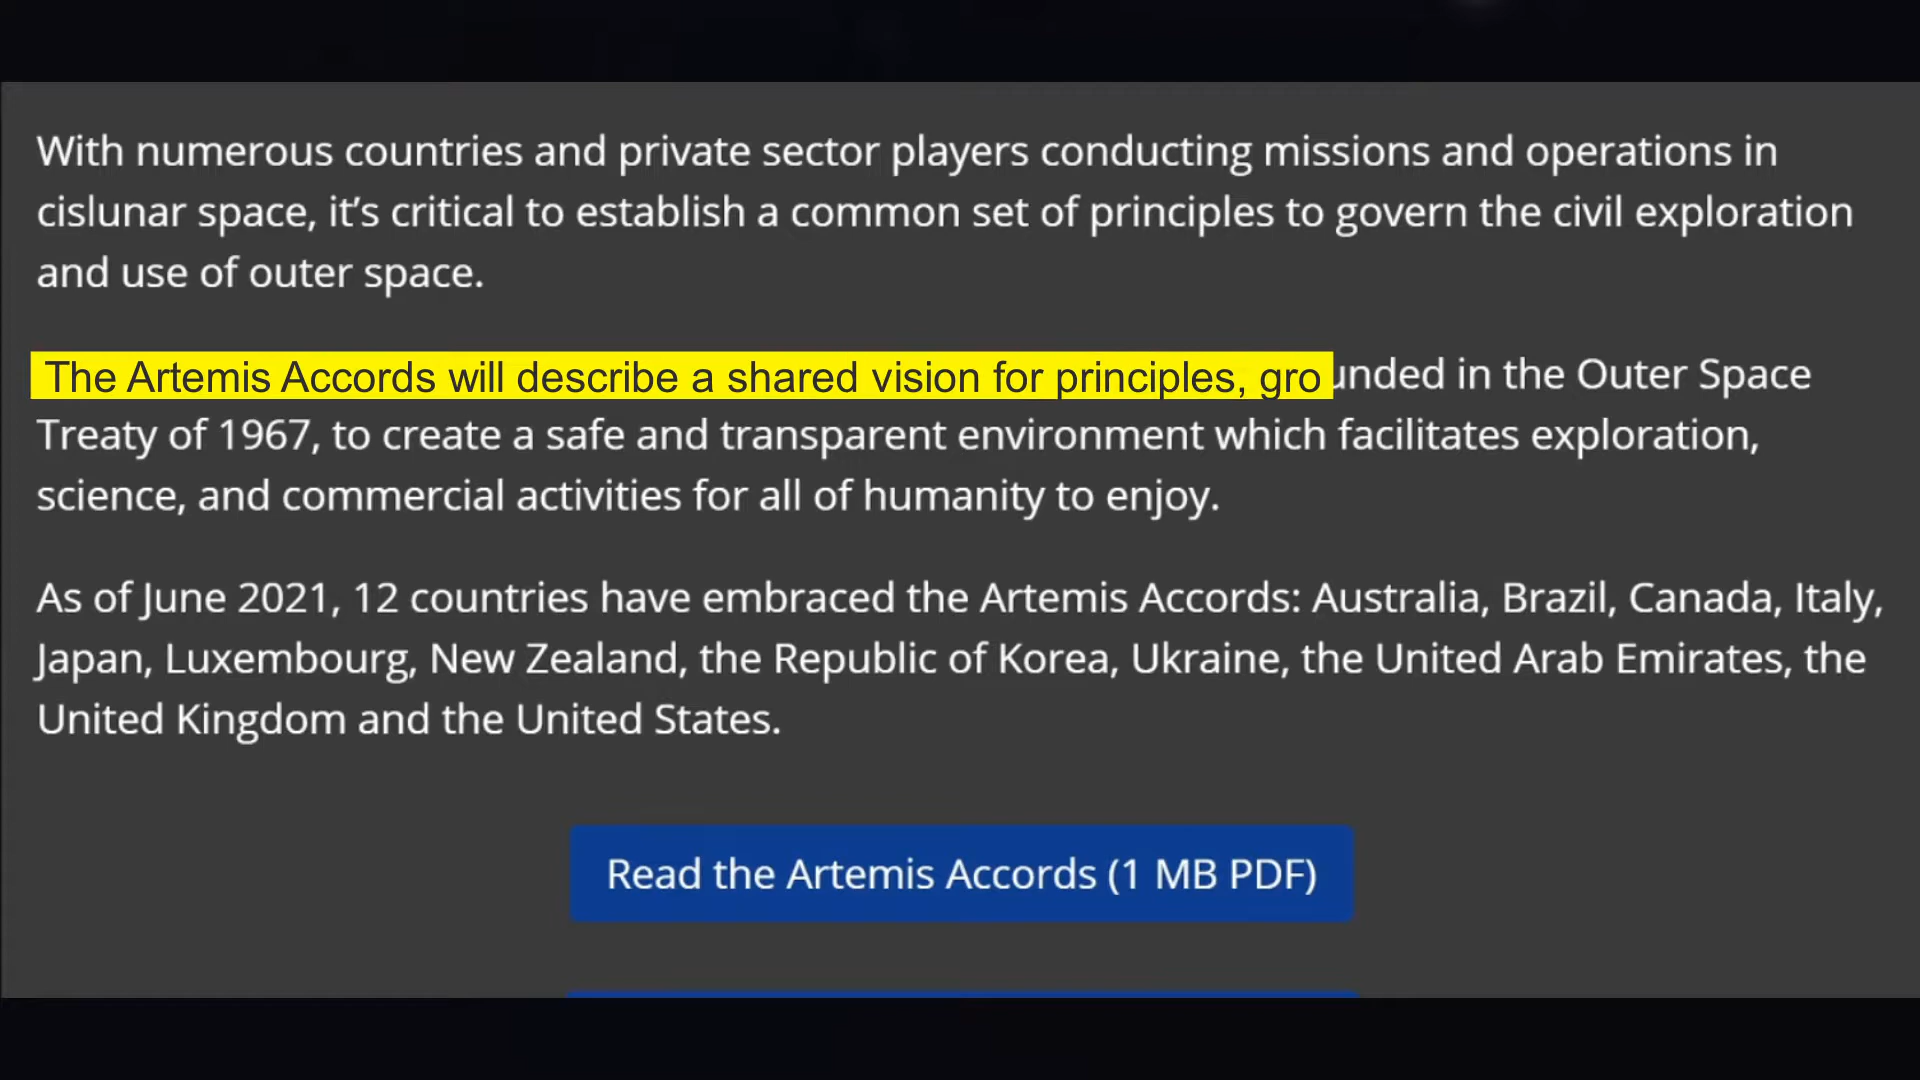 With numerous countries and private sector players conducting missions and operations in
cislunar space, it's critical to establish a common set of principles to govern the civil exploration
and use of outer space.
The Artemis Accords will describe a shared vision for principles, grounded in the Outer Space
Treaty of 1967, to create a safe and transparent environment which facilitates exploration,
science, and commercial activities for all of humanity to enjoy.
As of June 2021, 12 countries have embraced the Artemis Accords: Australia, Brazil, Canada, Italy,
Japan, Luxembourg, New Zealand, the Republic of Korea, Ukraine, the United Arab Emirates, the
United Kingdom and the United States.
Read the Artemis Accords (1 MB PDF)